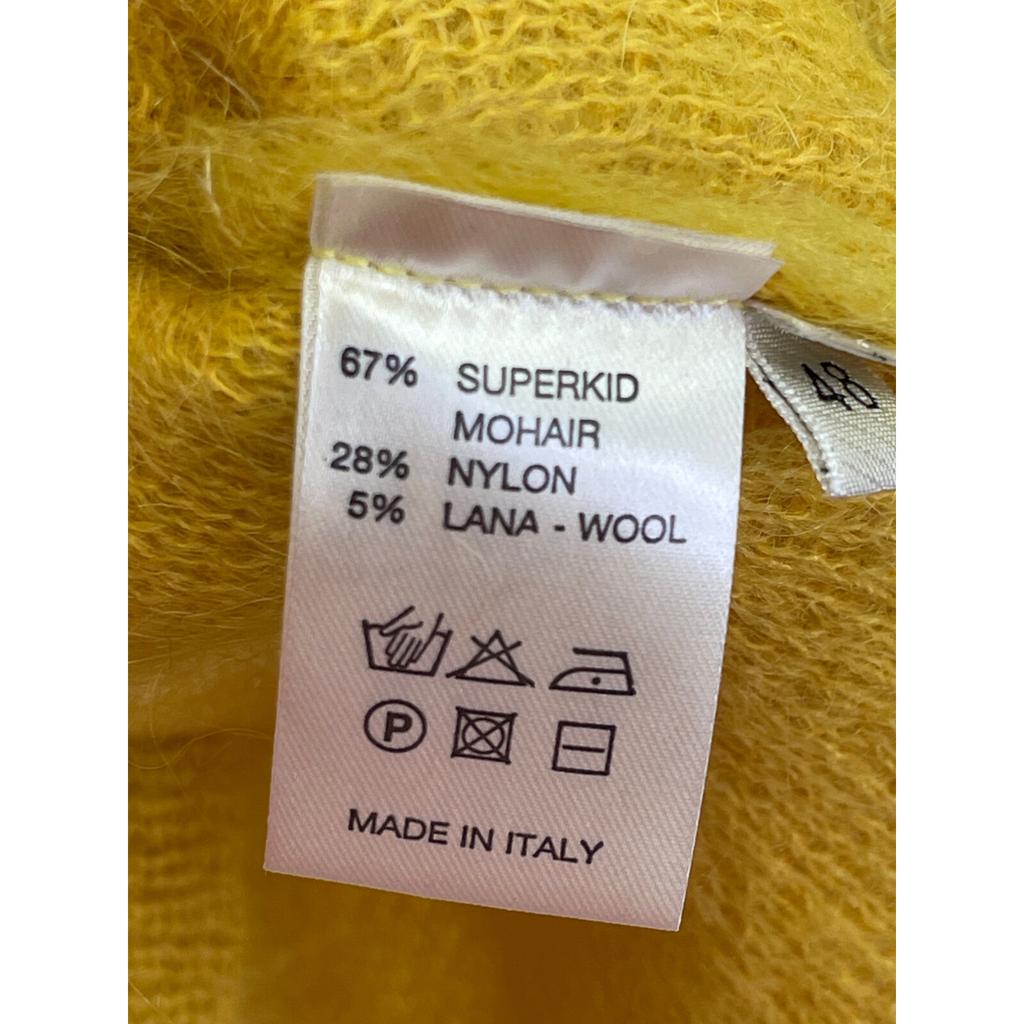 67% SUPERKID
MOHAIR
28% NYLON
5% LANA - WOOL
P
MADE IN ITALY
48